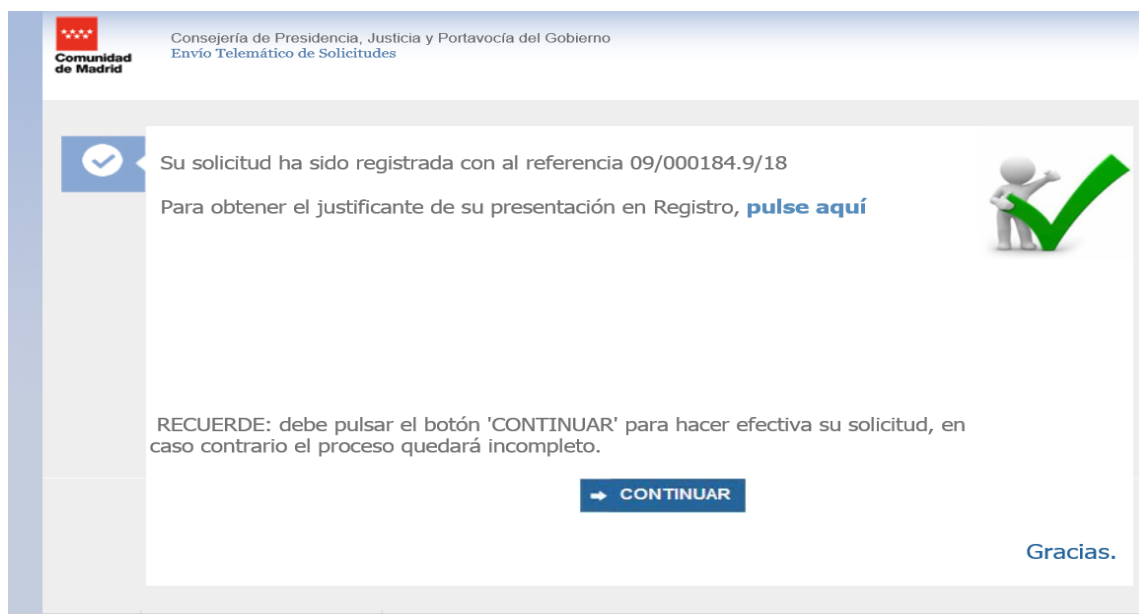 Comunidad
de Madrid
Consejería de Presidencia, Justicia y Portavocía del Gobierno
Envío Telemático de Solicitudes
Su solicitud ha sido registrada con al referencia 09/000184.9/18
Para obtener el justificante de su presentación en Registro, pulse aquí
RECUERDE: debe pulsar el botón 'CONTINUAR' para hacer efectiva su solicitud, en
caso contrario el proceso quedará incompleto.
CONTINUAR
Gracias.